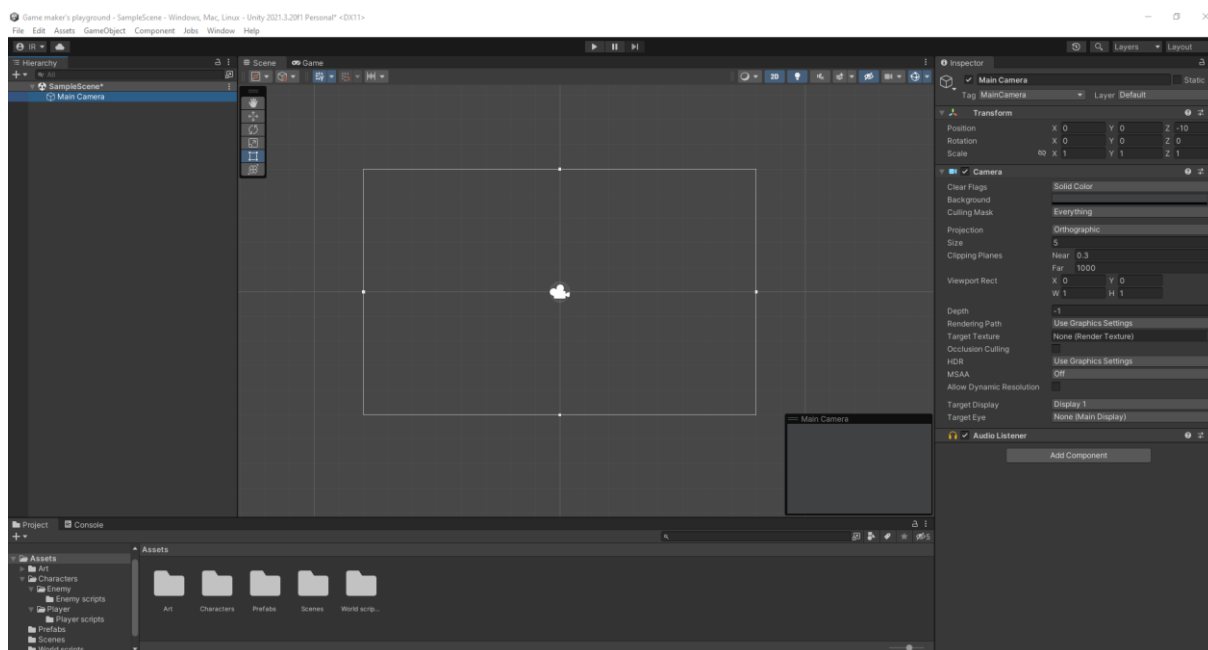 Game maker's playground - SampleScene - Windows, Mac, Linux - Unity 2021.3.20f1 Personal* <DX11>
File Edit Assets GameObject Component Jobs Window Help
IR Layers Layout
Hierarchy
All
SampleScene*
Main Camera
Scene Game
2D
Main Camera
Inspector
Main Camera Static
Tag MainCamera Layer Default
Transform
Position X 0 Y 0 Z -10
Rotation X 0 Y 0 Z 0
Scale X 1 Y 1 Z 1
Camera
Clear Flags Solid Color
Background
Culling Mask Everything
Projection Orthographic
Size 5
Clipping Planes Near 0.3
Far 1000
Viewport Rect X 0 Y 0
W 1 H 1
Depth -1
Rendering Path Use Graphics Settings
Target Texture None (Render Texture)
Occlusion Culling
HDR Use Graphics Settings
MSAA Off
Allow Dynamic Resolution
Target Display Display 1
Target Eye None (Main Display)
Audio Listener
Add Component
Project Console
5
Assets
Art
Characters
Enemy
Enemy scripts
Player
Player scripts
Prefabs
Scenes
World scripts
Assets
Art Characters Prefabs Scenes World scrip...